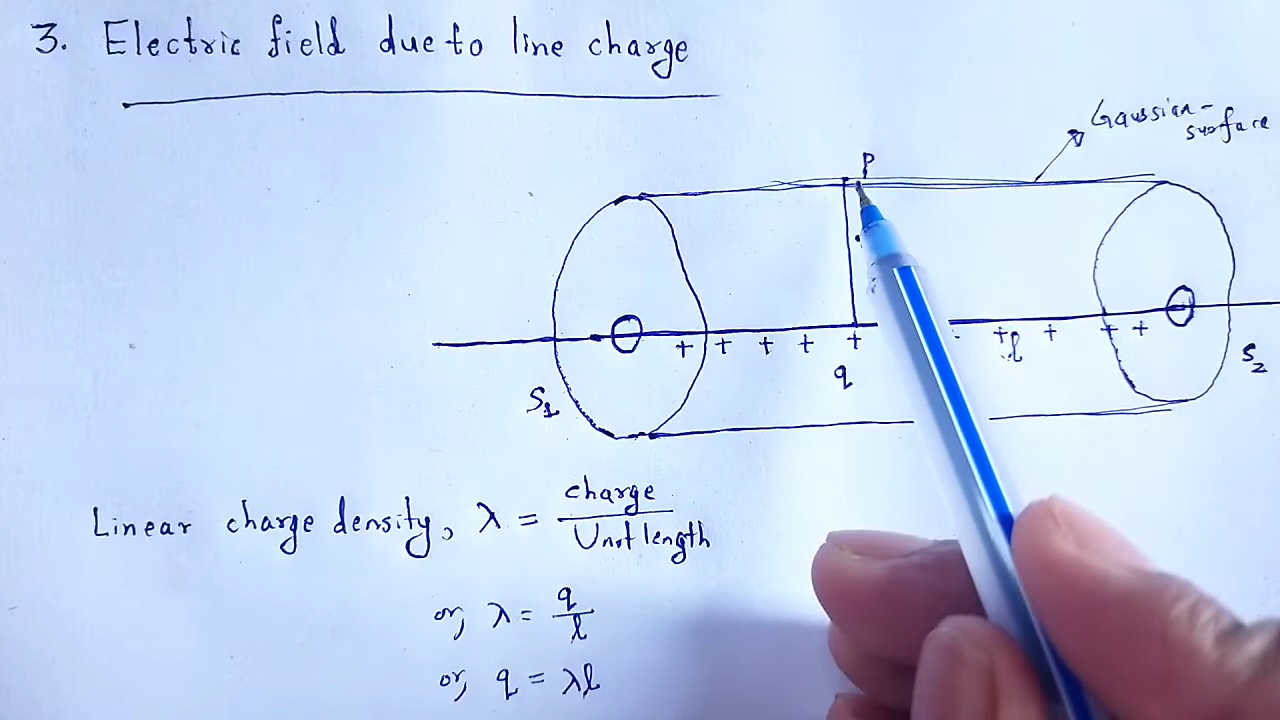 3. Electric field due to line charge
Gaussian-
surface
P
+ + + + + + + + +
q
l
S1
S2
Linear charge density, λ = charge / Unit length
or, λ = q / l
or, q = λl